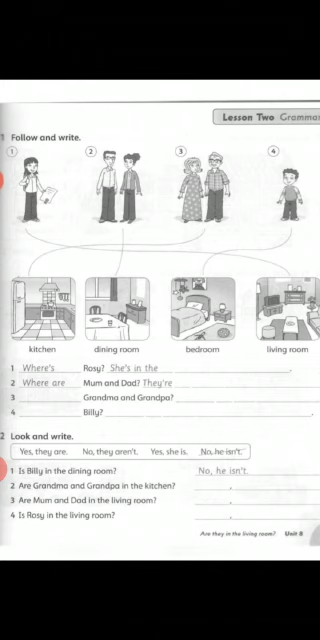 Lesson Two Grammar
1 Follow and write.
1 2 3 4
kitchen dining room bedroom living room
1 Where's Rosy? She's in the .
2 Where are Mum and Dad? They're
3 Grandma and Grandpa?
4 Billy? .
2 Look and write.
Yes, they are. No, they aren't. Yes, she is. No, he isn't.
1 Is Billy in the dining room? No, he isn't.
2 Are Grandma and Grandpa in the kitchen? ,
3 Are Mum and Dad in the living room? ,
4 Is Rosy in the living room? ,
Are they in the living room? Unit 8